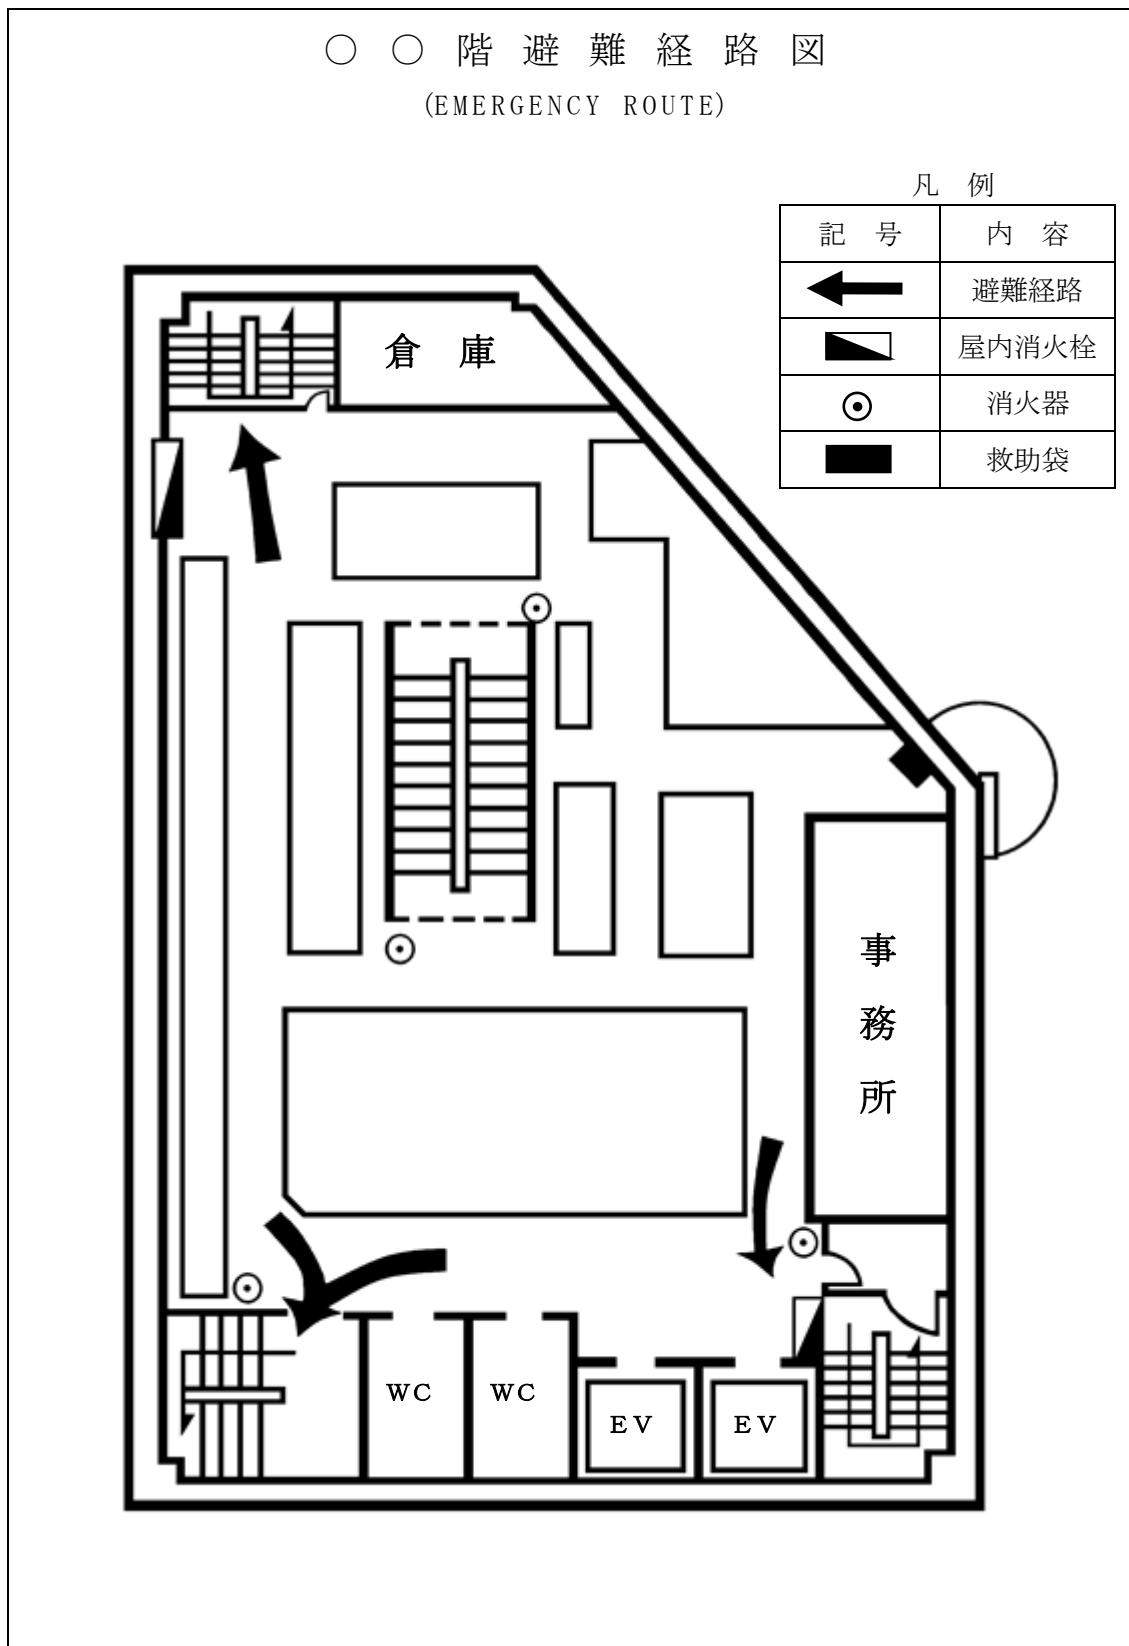 ○○階避難経路図
(EMERGENCY ROUTE)
凡 例
記 号 内 容
避難経路
屋内消火栓
消火器
救助袋
倉 庫
事
務
所
WC WC
EV EV